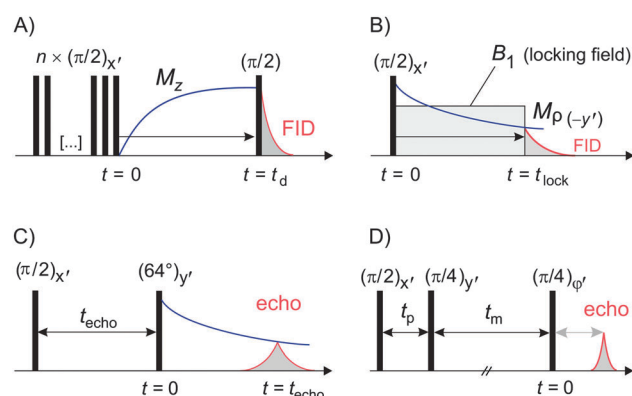 A)
n × (π/2)x′
(π/2)
Mz
[...]
FID
t = 0
t = td
B)
(π/2)x′
B1 (locking field)
Mρ (−y′)
FID
t = 0
t = tlock
C)
(π/2)x′
(64°)y′
techo
echo
t = 0
t = techo
D)
(π/2)x′
(π/4)y′
(π/4)φ′
tp
tm
echo
t = 0